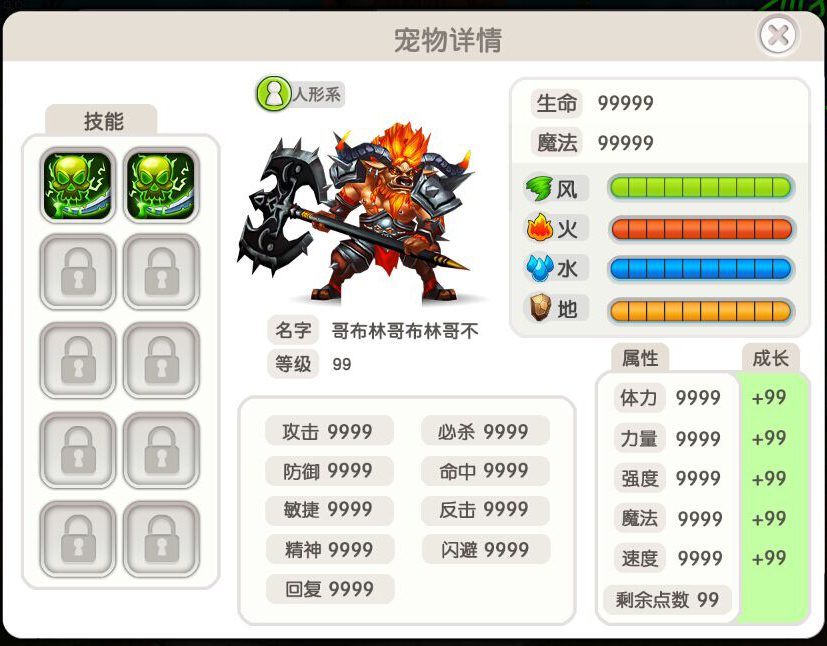 宠物详情
技能
人形系
名字 哥布林哥布林哥不
等级 99
生命 99999
魔法 99999
风
火
水
地
攻击 9999 必杀 9999
防御 9999 命中 9999
敏捷 9999 反击 9999
精神 9999 闪避 9999
回复 9999
属性 成长
体力 9999 +99
力量 9999 +99
强度 9999 +99
魔法 9999 +99
速度 9999 +99
剩余点数 99